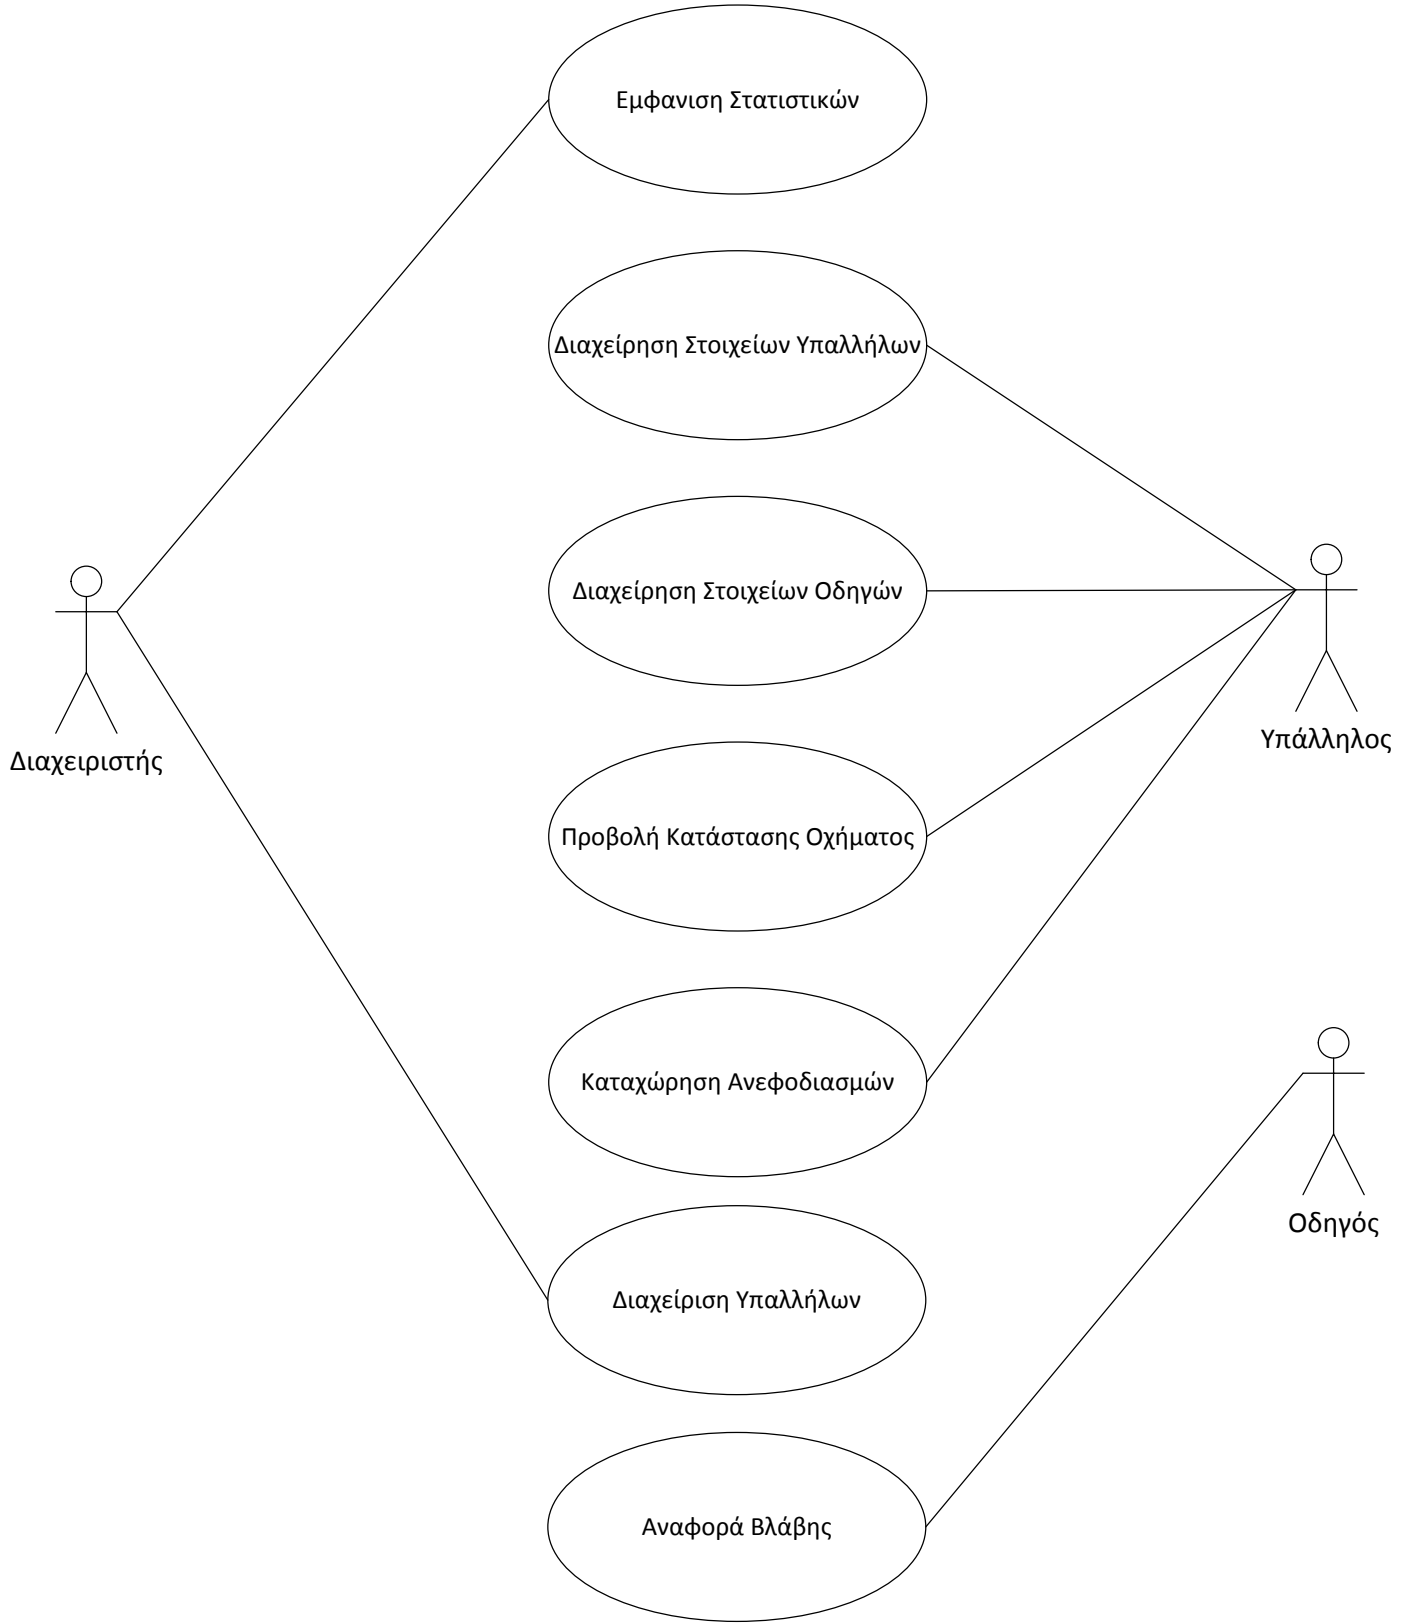 Εμφανιση Στατιστικών
Διαχείρηση Στοιχείων Υπαλλήλων
Διαχείρηση Στοιχείων Οδηγών
Διαχειριστής
Υπάλληλος
Προβολή Κατάστασης Οχήματος
Καταχώρηση Ανεφοδιασμών
Οδηγός
Διαχείριση Υπαλλήλων
Αναφορά Βλάβης